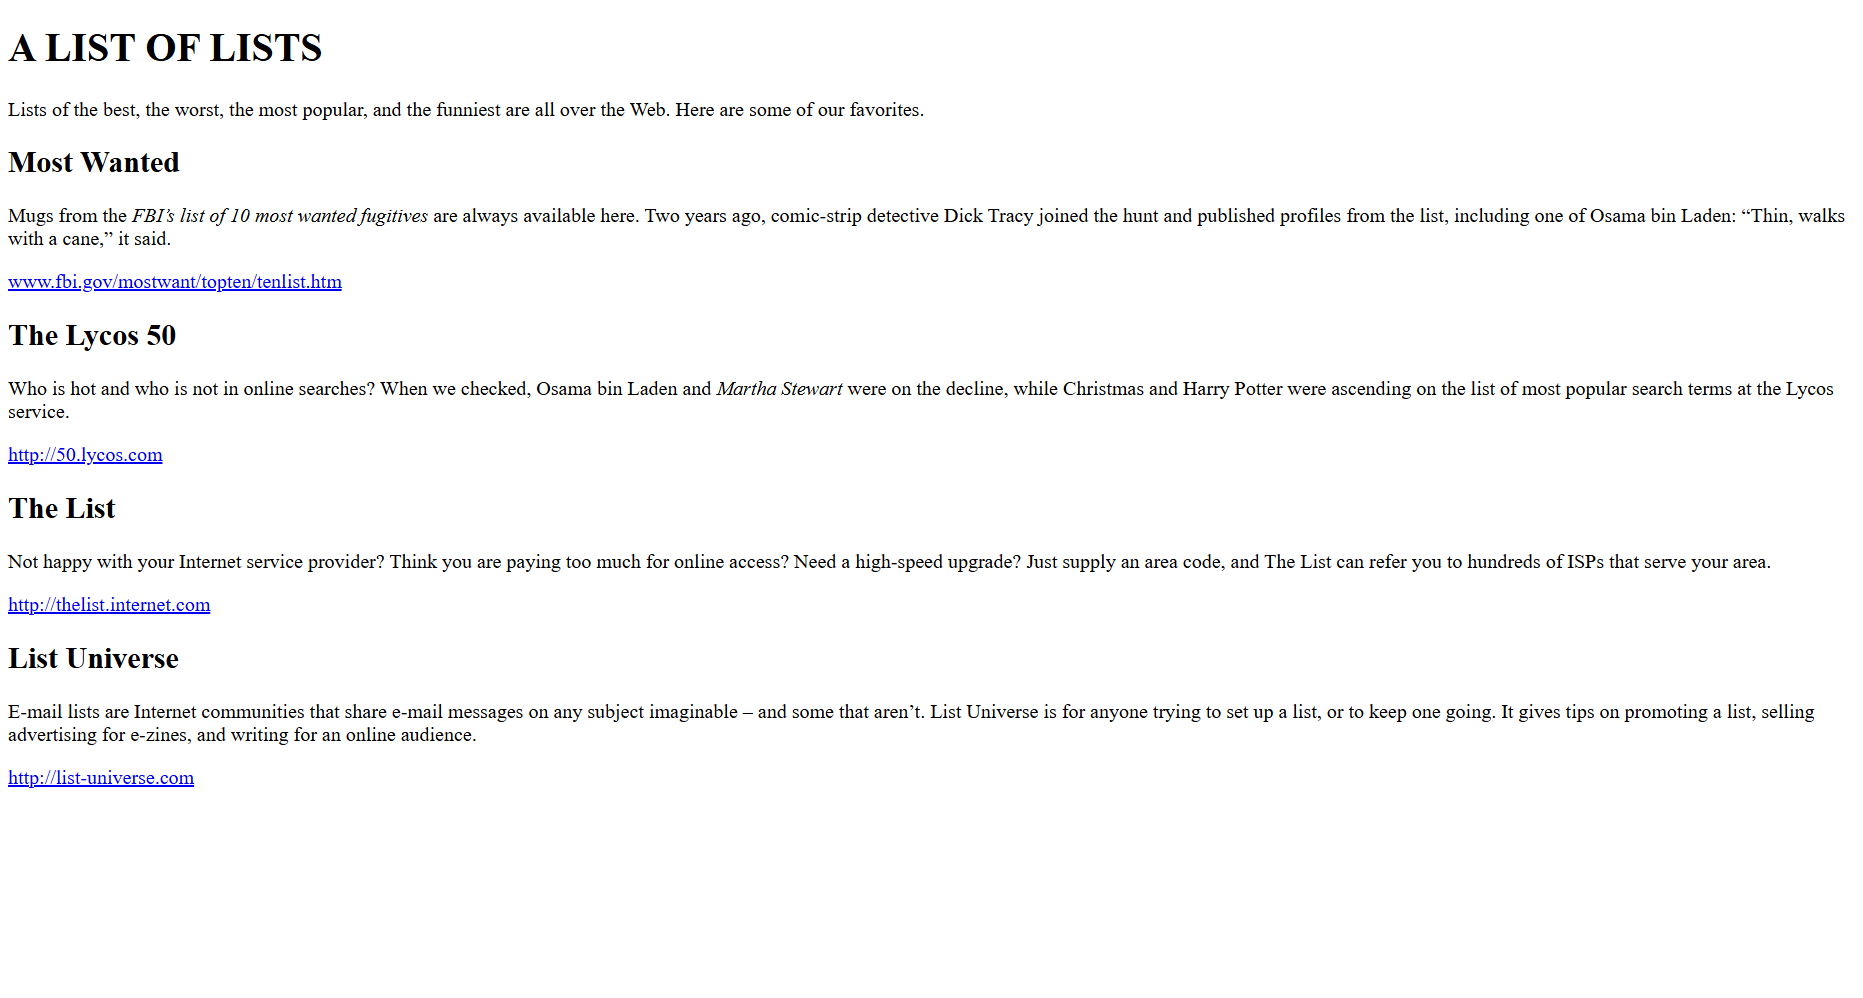 A LIST OF LISTS
Lists of the best, the worst, the most popular, and the funniest are all over the Web. Here are some of our favorites.
Most Wanted
Mugs from the FBI’s list of 10 most wanted fugitives are always available here. Two years ago, comic-strip detective Dick Tracy joined the hunt and published profiles from the list, including one of Osama bin Laden: “Thin, walks
with a cane,” it said.
www.fbi.gov/mostwant/topten/tenlist.htm
The Lycos 50
Who is hot and who is not in online searches? When we checked, Osama bin Laden and Martha Stewart were on the decline, while Christmas and Harry Potter were ascending on the list of most popular search terms at the Lycos
service.
http://50.lycos.com
The List
Not happy with your Internet service provider? Think you are paying too much for online access? Need a high-speed upgrade? Just supply an area code, and The List can refer you to hundreds of ISPs that serve your area.
http://thelist.internet.com
List Universe
E-mail lists are Internet communities that share e-mail messages on any subject imaginable – and some that aren’t. List Universe is for anyone trying to set up a list, or to keep one going. It gives tips on promoting a list, selling
advertising for e-zines, and writing for an online audience.
http://list-universe.com